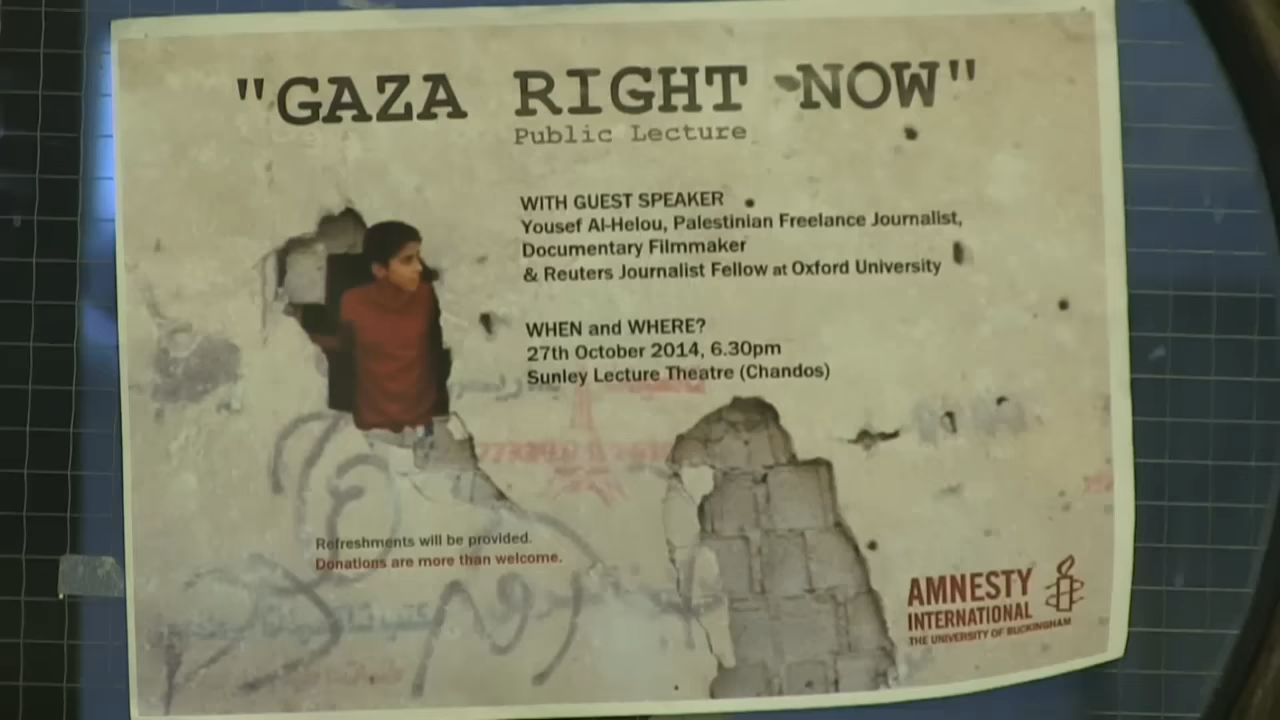 "GAZA RIGHT NOW"
Public Lecture
WITH GUEST SPEAKER
Yousef Al-Helou, Palestinian Freelance Journalist,
Documentary Filmmaker
& Reuters Journalist Fellow at Oxford University
WHEN and WHERE?
27th October 2014, 6.30pm
Sunley Lecture Theatre (Chandos)
Refreshments will be provided.
Donations are more than welcome.
AMNESTY
INTERNATIONAL
THE UNIVERSITY OF BUCKINGHAM